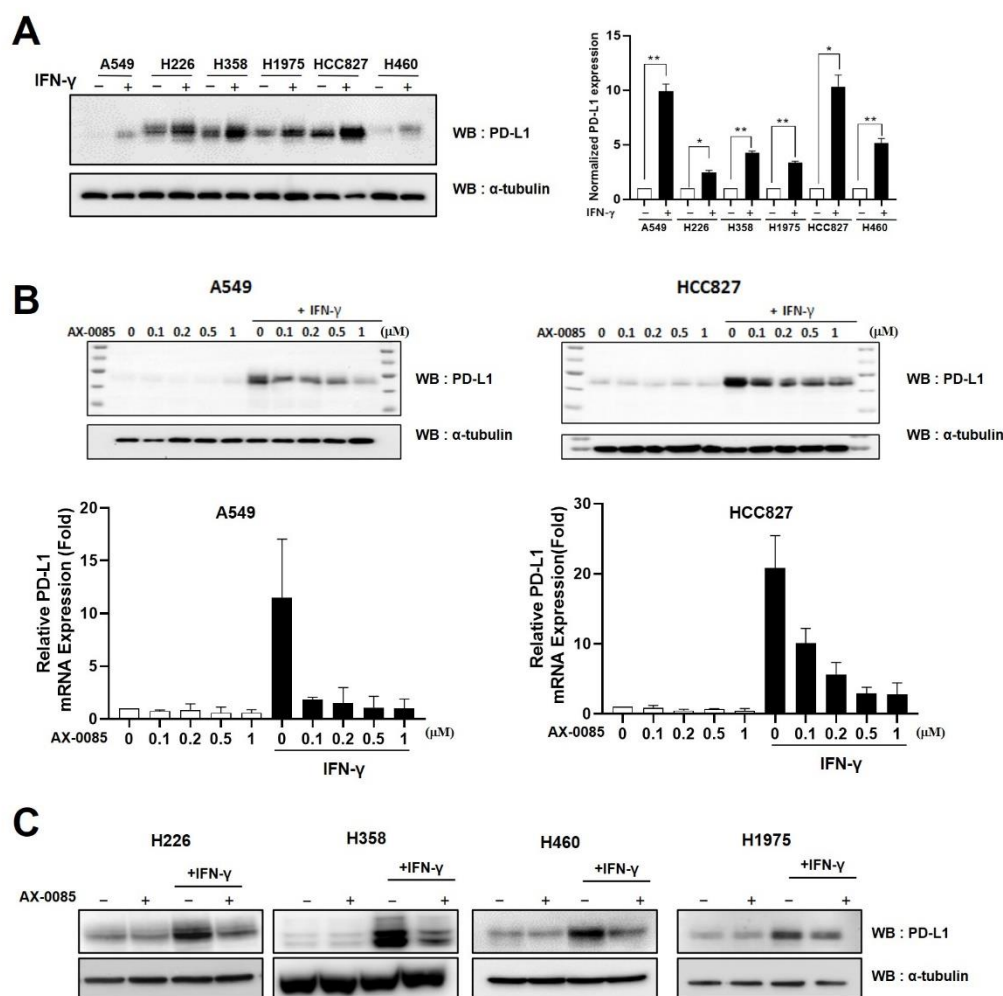 A
A549 H226 H358 H1975 HCC827 H460
IFN-γ – + – + – + – + – + – +
WB : PD-L1
WB : α-tubulin
Normalized PD-L1 expression
15
10
5
0
** * ** ** * **
IFN-γ – + – + – + – + – + – +
A549 H226 H358 H1975 HCC827 H460
B
A549
+ IFN-γ
AX-0085 0 0.1 0.2 0.5 1 0 0.1 0.2 0.5 1 (μM)
WB : PD-L1
WB : α-tubulin
HCC827
+ IFN-γ
AX-0085 0 0.1 0.2 0.5 1 0 0.1 0.2 0.5 1 (μM)
WB : PD-L1
WB : α-tubulin
A549
Relative PD-L1
mRNA Expression (Fold)
20
15
10
5
0
AX-0085 0 0.1 0.2 0.5 1 0 0.1 0.2 0.5 1 (μM)
IFN-γ
HCC827
Relative PD-L1
mRNA Expression(Fold)
30
20
10
0
AX-0085 0 0.1 0.2 0.5 1 0 0.1 0.2 0.5 1 (μM)
IFN-γ
C
H226 H358 H460 H1975
+IFN-γ +IFN-γ +IFN-γ +IFN-γ
AX-0085 – + – + – + – + – + – + – + – +
WB : PD-L1
WB : α-tubulin